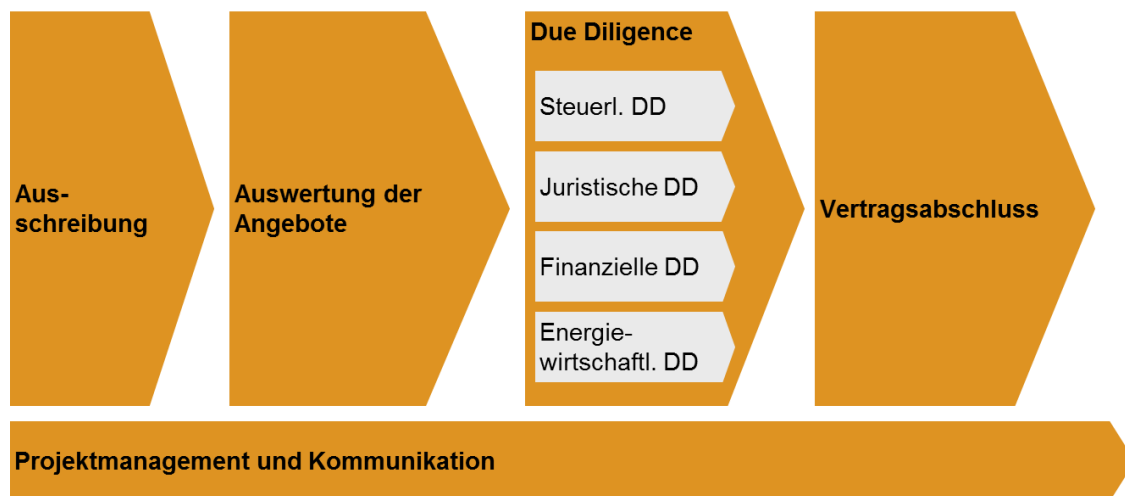 Aus-
schreibung
Auswertung der
Angebote
Due Diligence
Steuerl. DD
Juristische DD
Finanzielle DD
Energie-
wirtschaftl. DD
Vertragsabschluss
Projektmanagement und Kommunikation